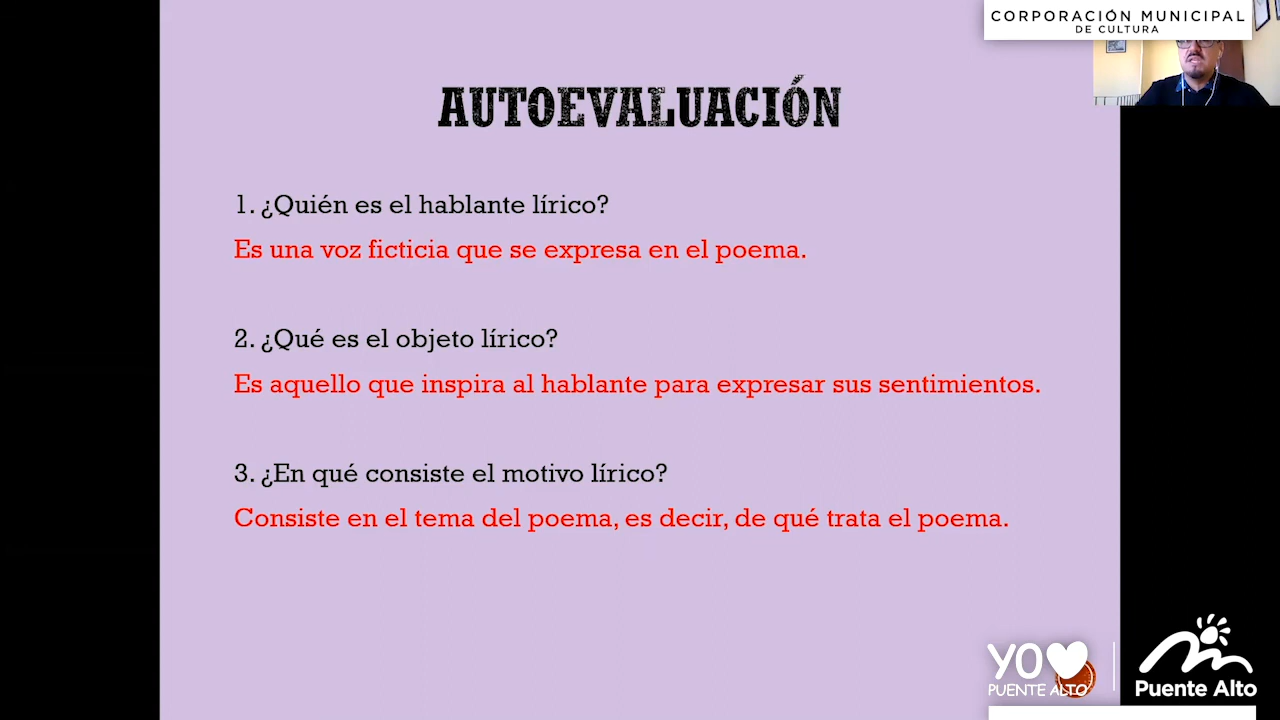 CORPORACIÓN MUNICIPAL
DE CULTURA
AUTOEVALUACIÓN
1. ¿Quién es el hablante lírico?
Es una voz ficticia que se expresa en el poema.
2. ¿Qué es el objeto lírico?
Es aquello que inspira al hablante para expresar sus sentimientos.
3. ¿En qué consiste el motivo lírico?
Consiste en el tema del poema, es decir, de qué trata el poema.
YO
PUENTE ALTO
Puente Alto